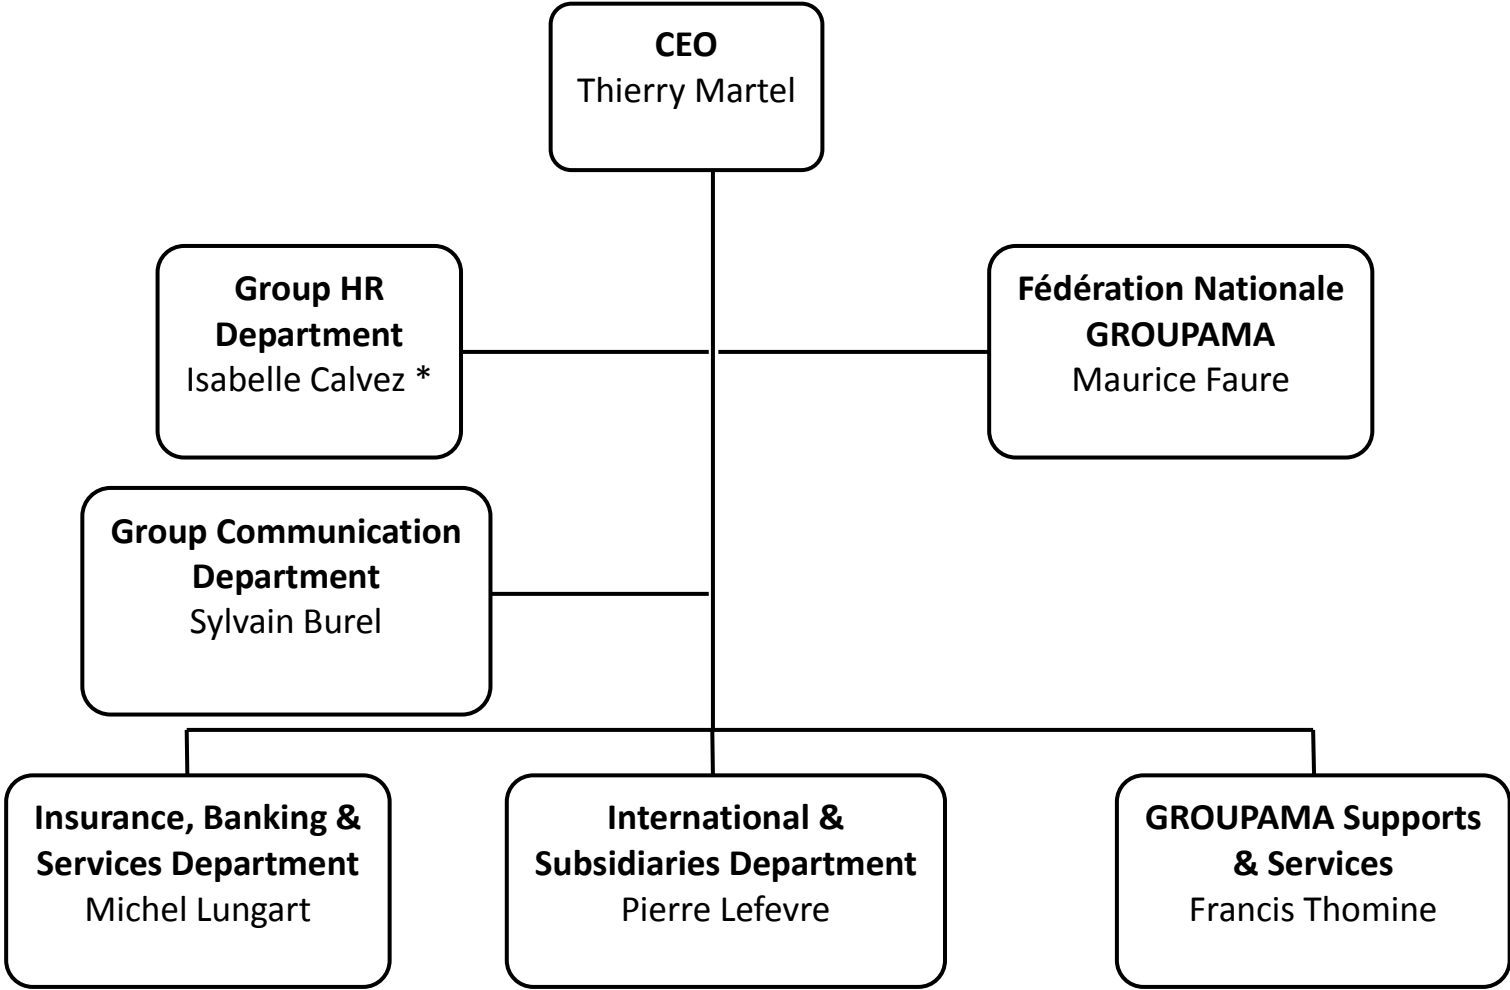 CEO
Thierry Martel
Group HR
Department
Isabelle Calvez *
Fédération Nationale
GROUPAMA
Maurice Faure
Group Communication
Department
Sylvain Burel
Insurance, Banking &
Services Department
Michel Lungart
International &
Subsidiaries Department
Pierre Lefevre
GROUPAMA Supports
& Services
Francis Thomine